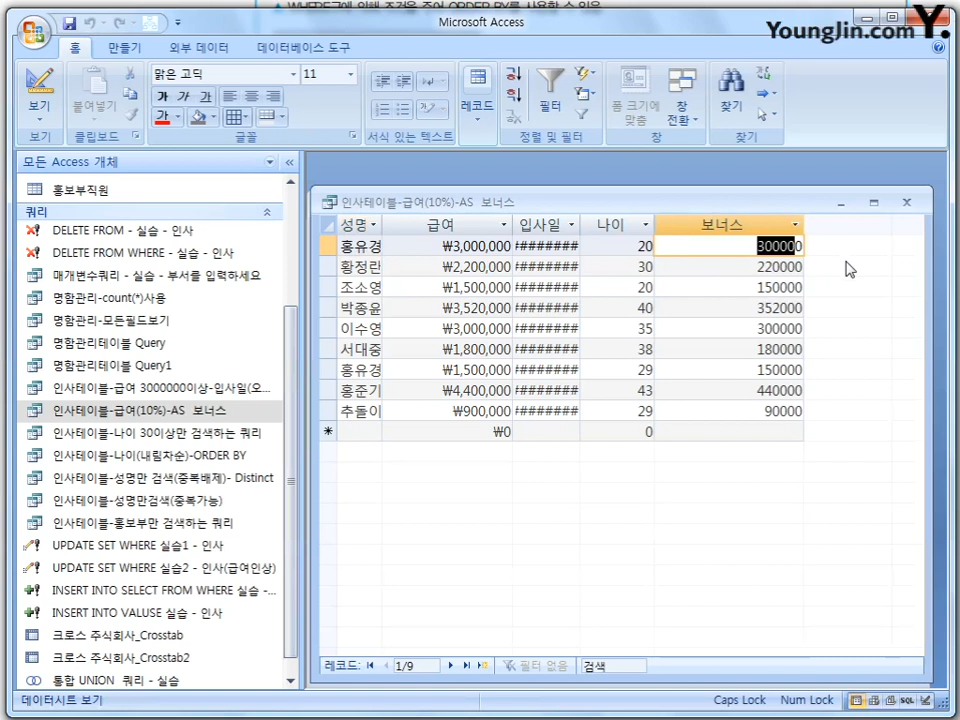 Microsoft Access
YoungJin.com Y.
홈 만들기 외부 데이터 데이터베이스 도구
맑은 고딕 11
보기 붙여넣기 가 가 가 레코드 필터 폼 크기에 맞춤 창 전환 찾기
가
보기 클립보드 글꼴 서식 있는 텍스트 정렬 및 필터 창 찾기
모든 Access 개체
홍보부직원
쿼리
DELETE FROM - 실습 - 인사
DELETE FROM WHERE - 실습 - 인사
매개변수쿼리 - 실습 - 부서를 입력하세요
명함관리-count(*)사용
명함관리-모든필드보기
명함관리테이블 Query
명함관리테이블 Query1
인사테이블-급여 3000000이상-입사일(오...
인사테이블-급여(10%)-AS 보너스
인사테이블-나이 30이상만 검색하는 쿼리
인사테이블-나이(내림차순)-ORDER BY
인사테이블-성명만 검색(중복배제)- Distinct
인사테이블-성명만검색(중복가능)
인사테이블-홍보부만 검색하는 쿼리
UPDATE SET WHERE 실습1 - 인사
UPDATE SET WHERE 실습2 - 인사(급여인상)
INSERT INTO SELECT FROM WHERE 실습 -...
INSERT INTO VALUSE 실습 - 인사
크로스 주식회사_Crosstab
크로스 주식회사_Crosstab2
통합 UNION 쿼리 - 실습
인사테이블-급여(10%)-AS 보너스
성명 급여 입사일 나이 보너스
홍유경 ₩3,000,000 ######## 20 300000
황정란 ₩2,200,000 ######## 30 220000
조소영 ₩1,500,000 ######## 20 150000
박종윤 ₩3,520,000 ######## 40 352000
이수영 ₩3,000,000 ######## 35 300000
서대중 ₩1,800,000 ######## 38 180000
홍유경 ₩1,500,000 ######## 29 150000
홍준기 ₩4,400,000 ######## 43 440000
추돌이 ₩900,000 ######## 29 90000
* ₩0 0
레코드: 1/9 필터 없음 검색
데이터시트 보기 Caps Lock Num Lock SQL